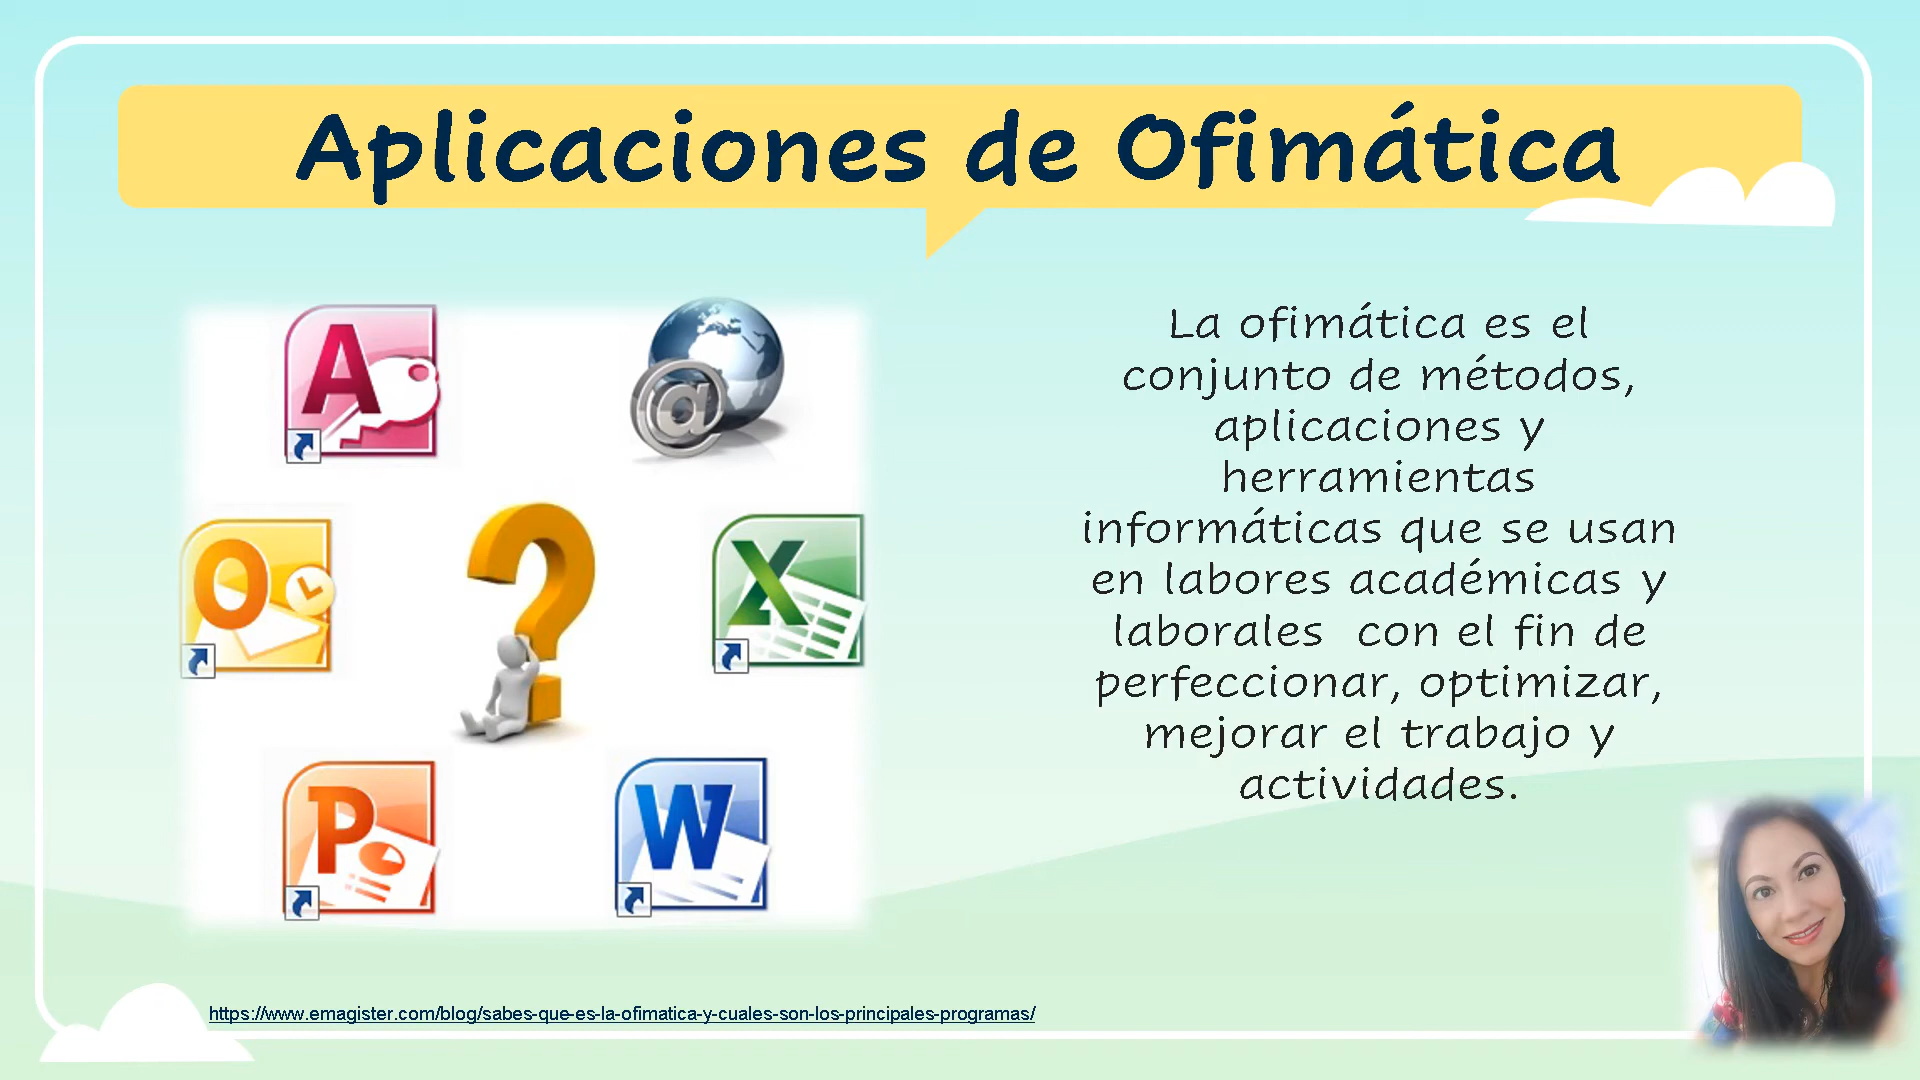 Aplicaciones de Ofimática
A
@
O
X
P
W
La ofimática es el
conjunto de métodos,
aplicaciones y
herramientas
informáticas que se usan
en labores académicas y
laborales  con el fin de
perfeccionar, optimizar,
mejorar el trabajo y
actividades.
https://www.emagister.com/blog/sabes-que-es-la-ofimatica-y-cuales-son-los-principales-programas/